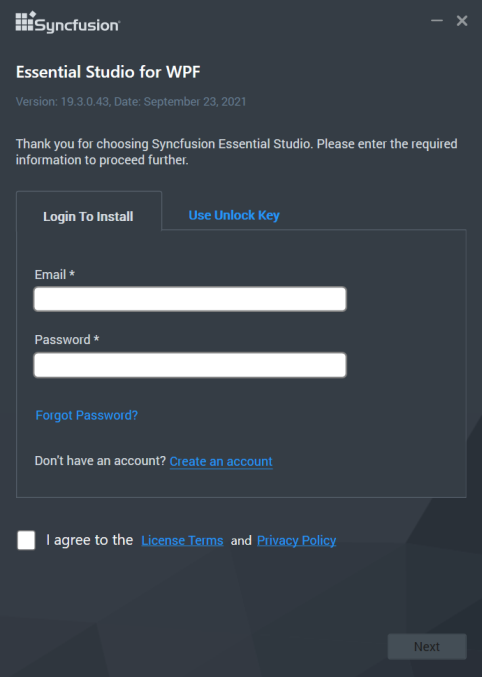 Syncfusion
Essential Studio for WPF
Version: 19.3.0.43, Date: September 23, 2021
Thank you for choosing Syncfusion Essential Studio. Please enter the required
information to proceed further.
Login To Install
Use Unlock Key
Email *
Password *
Forgot Password?
Don't have an account? Create an account
I agree to the License Terms and Privacy Policy
Next